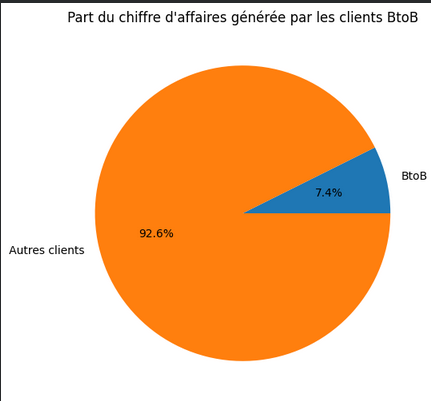 Part du chiffre d'affaires générée par les clients BtoB
BtoB
7.4%
92.6%
Autres clients